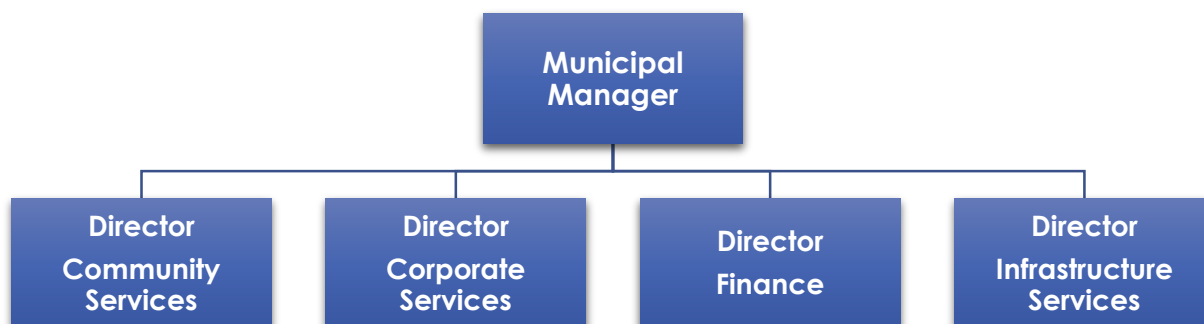 Municipal
Manager
Director
Community
Services
Director
Corporate
Services
Director
Finance
Director
Infrastructure
Services